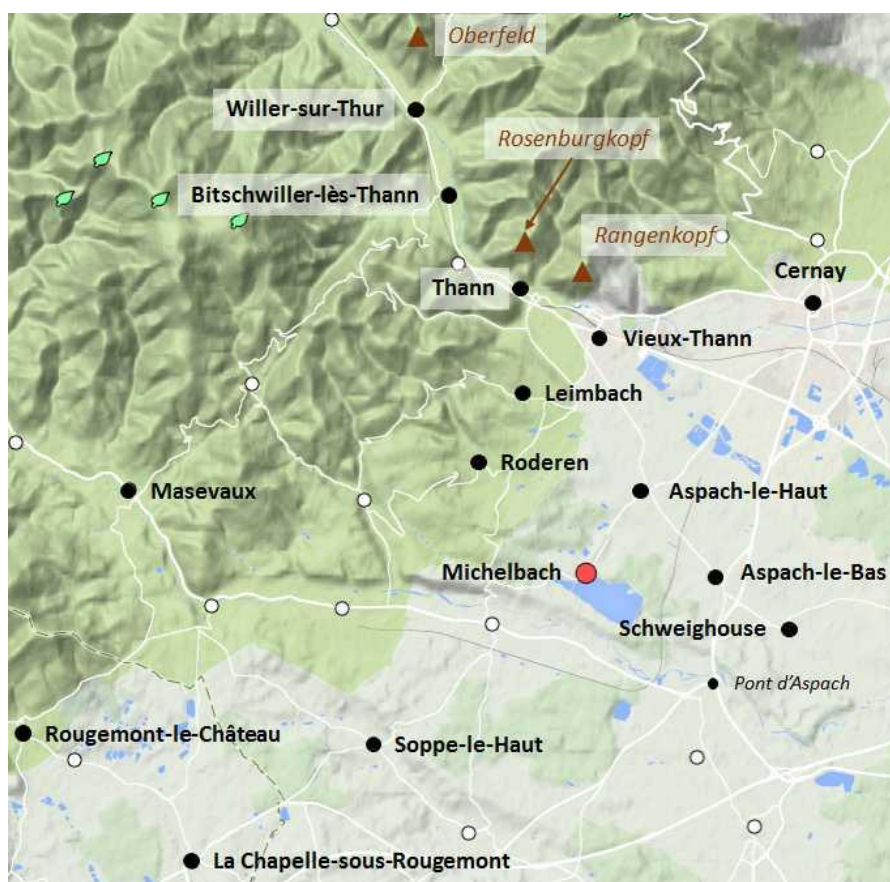 Oberfeld
Willer-sur-Thur
Rosenburgkopf
Bitschwiller-lès-Thann
Rangenkopf
Cernay
Thann
Vieux-Thann
Leimbach
Roderen
Masevaux
Aspach-le-Haut
Michelbach
Aspach-le-Bas
Schweighouse
Pont d'Aspach
Rougemont-le-Château
Soppe-le-Haut
La Chapelle-sous-Rougemont